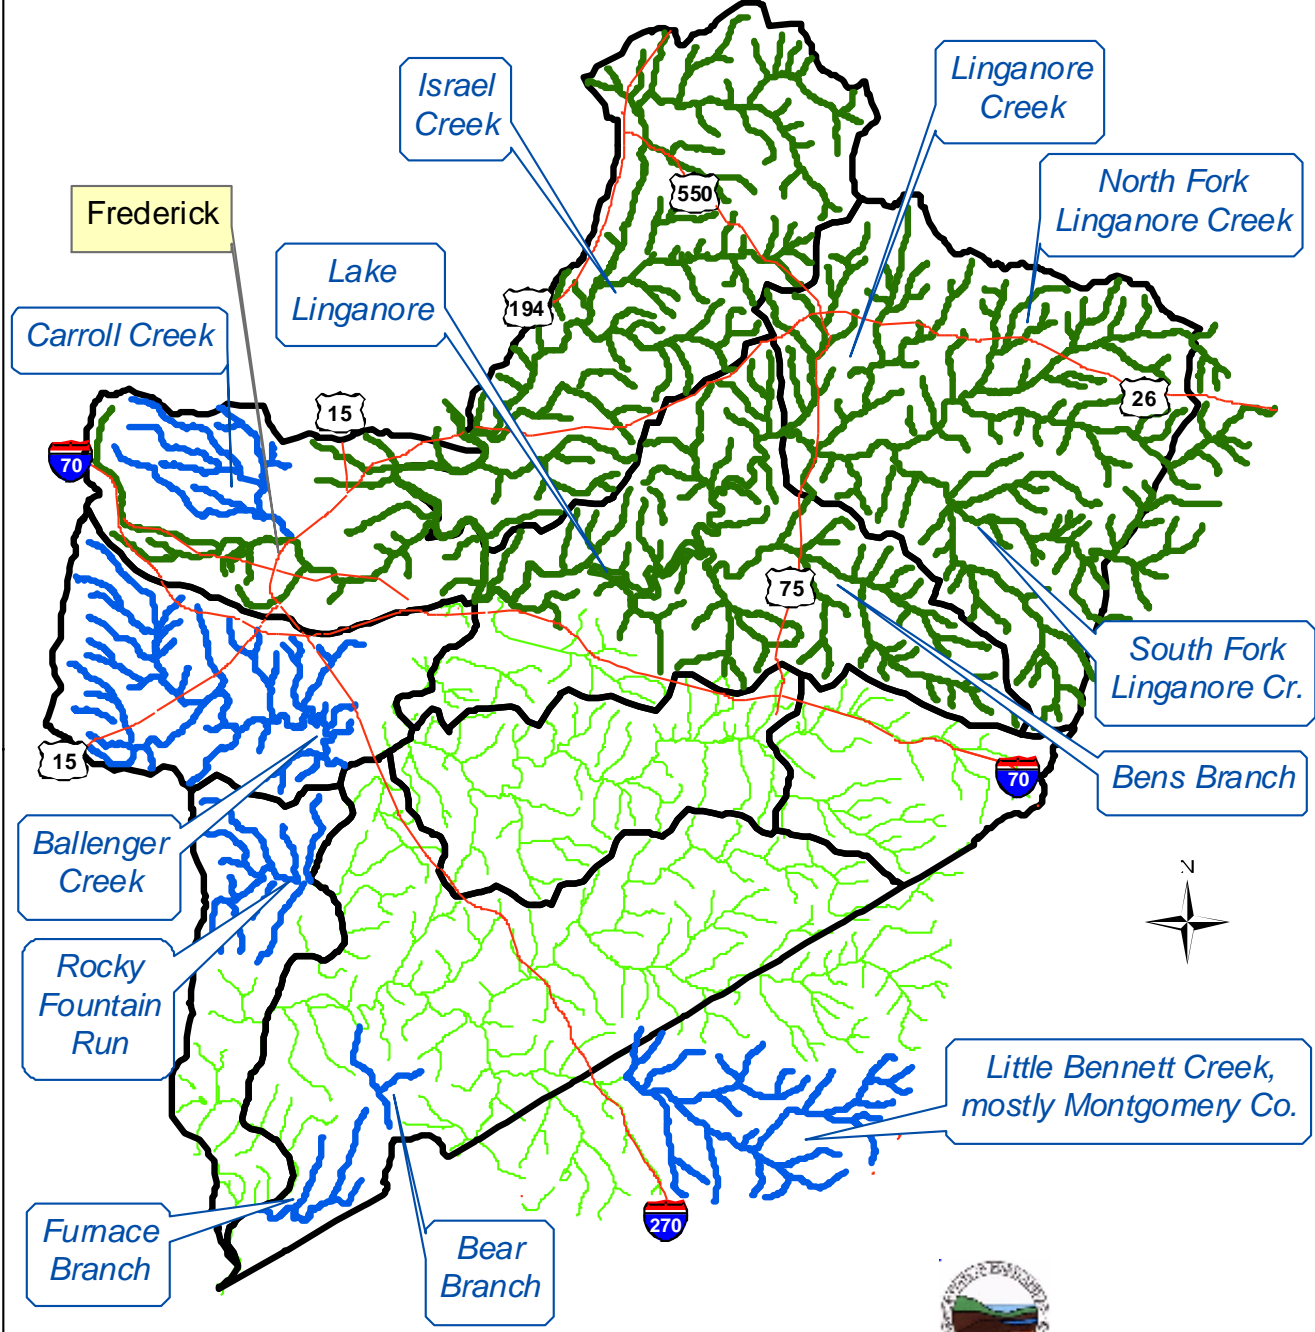 Israel
Creek
Linganore
Creek
North Fork
Linganore Creek
Frederick
550
Lake
Linganore
194
Carroll Creek
15
26
70
75
South Fork
Linganore Cr.
15
70
Bens Branch
Ballenger
Creek
N
Rocky
Fountain
Run
Little Bennett Creek,
mostly Montgomery Co.
Furnace
Branch
270
Bear
Branch